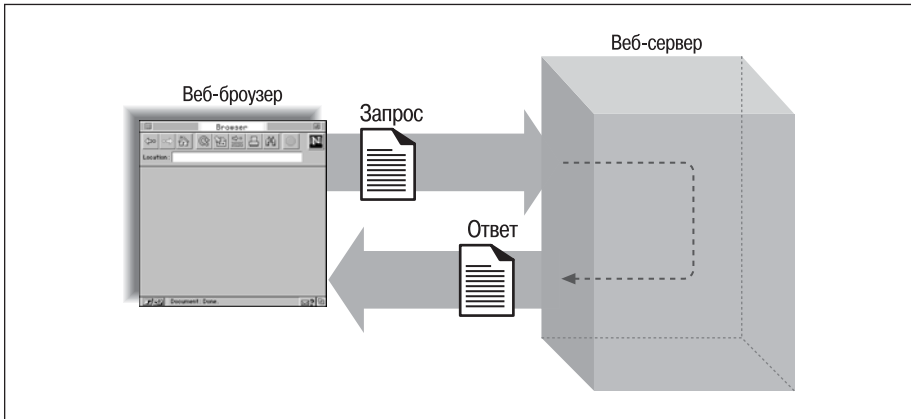 Веб-сервер
Веб-броузер
Запрос
Browser
N
Location:
Ответ
Document: Done.
?